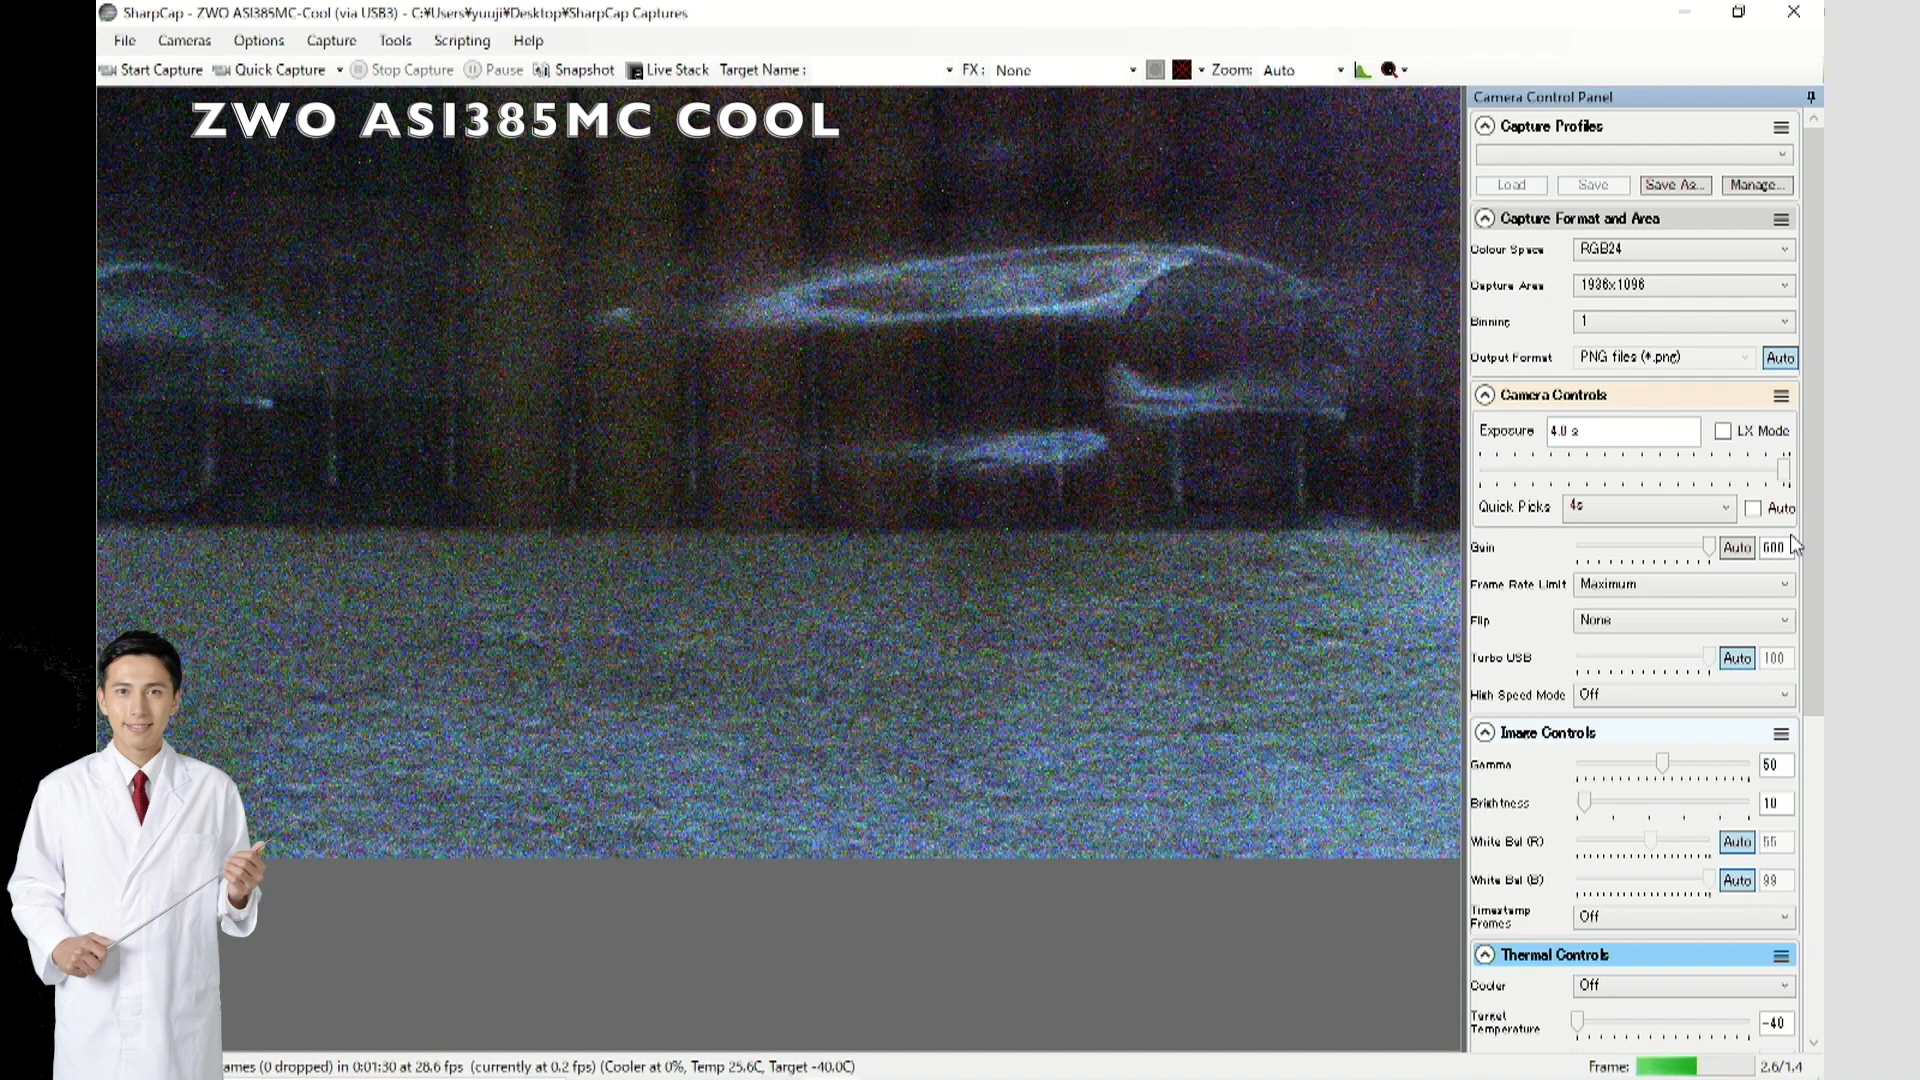 SharpCap - ZWO ASI385MC-Cool (via USB3) - C:¥Users¥yuuji¥Desktop¥SharpCap Captures
File Cameras Options Capture Tools Scripting Help
Start Capture Quick Capture Stop Capture Pause Snapshot Live Stack Target Name : FX : None Zoom: Auto
ZWO ASI385MC COOL
Camera Control Panel
Capture Profiles
Load Save Save As... Manage...
Capture Format and Area
Colour Space RGB24
Capture Area 1936x1096
Binning 1
Output Format PNG files (*.png) Auto
Camera Controls
Exposure 4.0 s LX Mode
Quick Picks 4s Auto
Gain Auto 600
Frame Rate Limit Maximum
Flip None
Turbo USB Auto 100
High Speed Mode Off
Image Controls
Gamma 50
Brightness 10
White Bal (R) Auto 55
White Bal (B) Auto 99
Timestamp
Frames Off
Thermal Controls
Cooler Off
Target
Temperature -40
ames (0 dropped) in 0:01:30 at 28.6 fps (currently at 0.2 fps) (Cooler at 0%, Temp 25.6C, Target -40.0C) Frame: 2.6/1.4